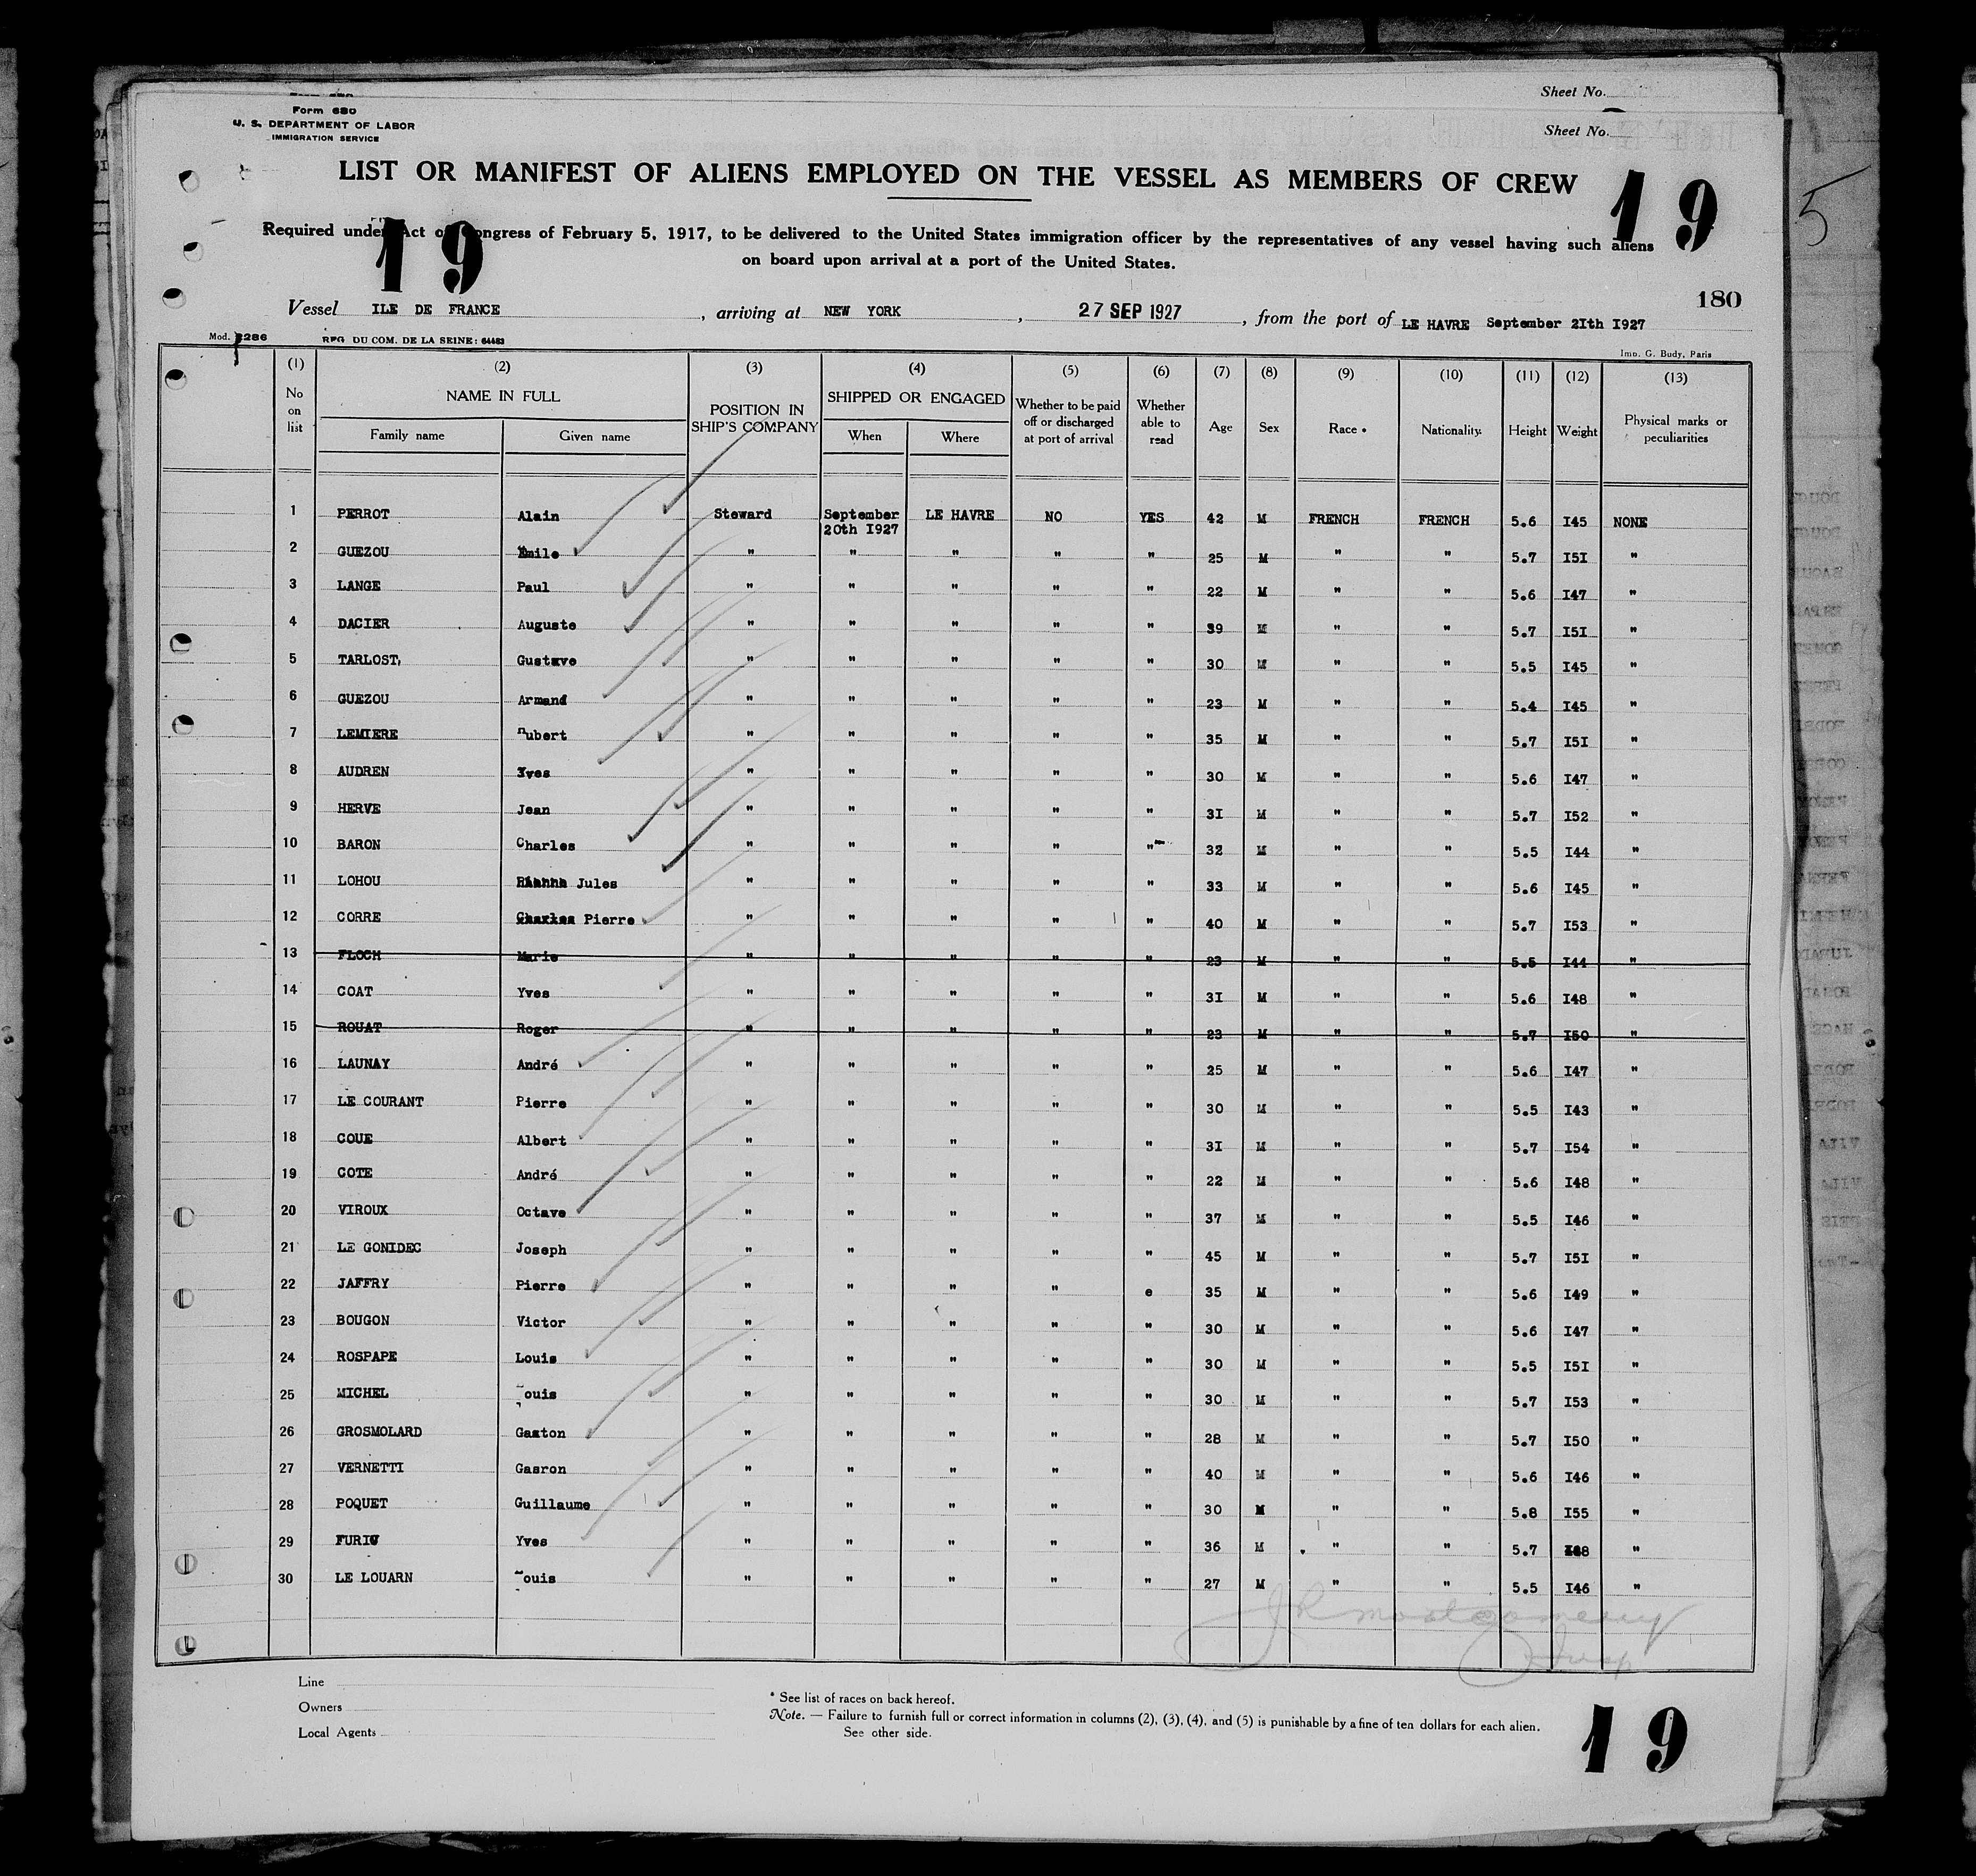 Sheet No.
Form 680
U. S. DEPARTMENT OF LABOR
IMMIGRATION SERVICE
Sheet No.
LIST OR MANIFEST OF ALIENS EMPLOYED ON THE VESSEL AS MEMBERS OF CREW
19
19
5
Required under Act of Congress of February 5, 1917, to be delivered to the United States immigration officer by the representatives of any vessel having such aliens
on board upon arrival at a port of the United States.
180
Vessel ILE DE FRANCE, arriving at NEW YORK, 27 SEP 1927, from the port of LE HAVRE September 2Ith I927
Mod. 2286 REG DU COM. DE LA SEINE: 64483 Imp. G. Budy, Paris
(1) (2) (3) (4) (5) (6) (7) (8) (9) (10) (11) (12) (13)
No on list NAME IN FULL Family name Given name POSITION IN SHIP'S COMPANY SHIPPED OR ENGAGED When Where Whether to be paid off or discharged at port of arrival Whether able to read Age Sex Race * Nationality Height Weight Physical marks or peculiarities
1 PERROT Alain Steward September 20th I927 LE HAVRE NO YES 42 M FRENCH FRENCH 5.6 I45 NONE
2 GUEZOU Emile " " " " " 25 M " " 5.7 I5I "
3 LANGE Paul " " " " " 22 M " " 5.6 I47 "
4 DACIER Auguste " " " " " 39 M " " 5.7 I5I "
5 TARLOST, Gustave " " " " " 30 M " " 5.5 I45 "
6 GUEZOU Armand " " " " " 23 M " " 5.4 I45 "
7 LEMIERE Hubert " " " " " 35 M " " 5.7 I5I "
8 AUDREN Yves " " " " " 30 M " " 5.6 I47 "
9 HERVE Jean " " " " " 3I M " " 5.7 I52 "
10 BARON Charles " " " " " 32 M " " 5.5 I44 "
11 LOHOU Jules " " " " " 33 M " " 5.6 I45 "
12 CORRE Charles Pierre " " " " " 40 M " " 5.7 I53 "
13 FLOCH Marie " " " " " 23 M " " 5.5 I44 "
14 COAT Yves " " " " " 3I M " " 5.6 I48 "
15 ROUAT Roger " " " " " 23 M " " 5.7 I50 "
16 LAUNAY André " " " " " 25 M " " 5.6 I47 "
17 LE COURANT Pierre " " " " " 30 M " " 5.5 I43 "
18 COUE Albert " " " " " 3I M " " 5.7 I54 "
19 COTE André " " " " " 22 M " " 5.6 I48 "
20 VIROUX Octave " " " " " 37 M " " 5.5 I46 "
21 LE GONIDEC Joseph " " " " " 45 M " " 5.7 I5I "
22 JAFFRY Pierre " " " " e 35 M " " 5.6 I49 "
23 BOUGON Victor " " " " " 30 M " " 5.6 I47 "
24 ROSPAPE Louis " " " " " 30 M " " 5.5 I5I "
25 MICHEL Louis " " " " " 30 M " " 5.7 I53 "
26 GROSMOLARD Gaston " " " " " 28 M " " 5.7 I50 "
27 VERNETTI Gasron " " " " " 40 M " " 5.6 I46 "
28 POQUET Guillaume " " " " " 30 M " " 5.8 I55 "
29 FURIC Yves " " " " " 36 M " " 5.7 "
30 LE LOUARN Louis " " " " " 27 M " " 5.5 I46 "
J R Montgomery
Insp
Line
Owners
Local Agents
* See list of races on back hereof.
Note. — Failure to furnish full or correct information in columns (2), (3), (4), and (5) is punishable by a fine of ten dollars for each alien.
See other side.
19